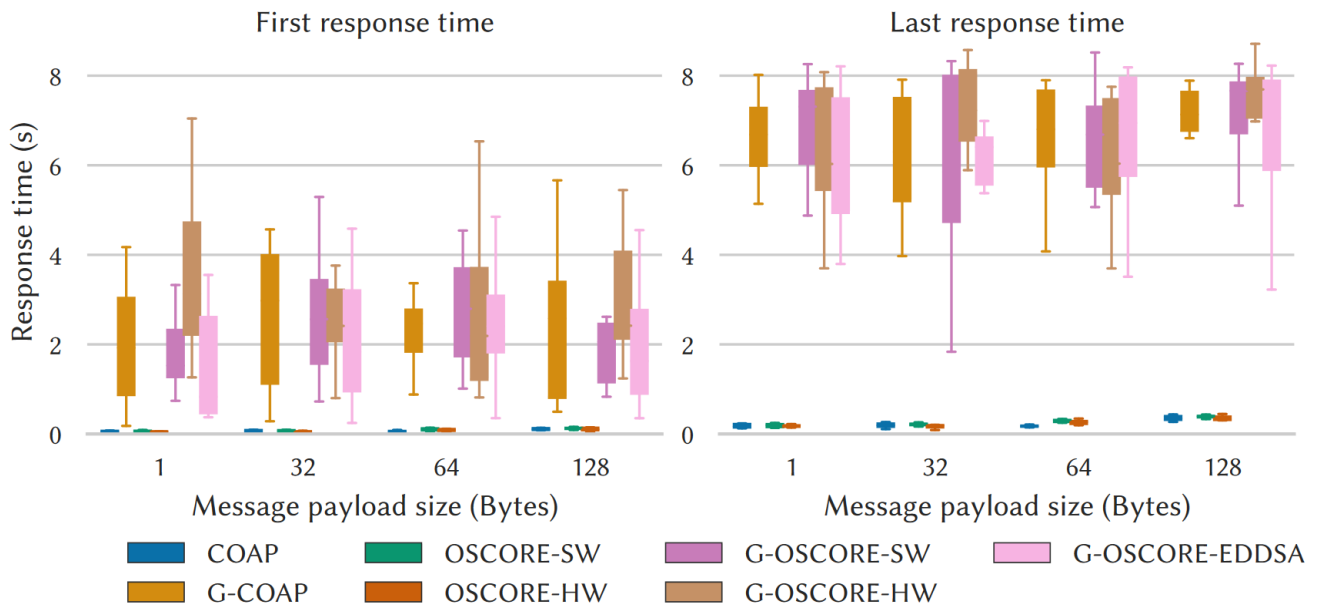 First response time
Last response time
Response time (s)
8
6
4
2
0
1 32 64 128
Message payload size (Bytes)
8
6
4
2
0
1 32 64 128
Message payload size (Bytes)
COAP OSCORE-SW G-OSCORE-SW G-OSCORE-EDDSA
G-COAP OSCORE-HW G-OSCORE-HW